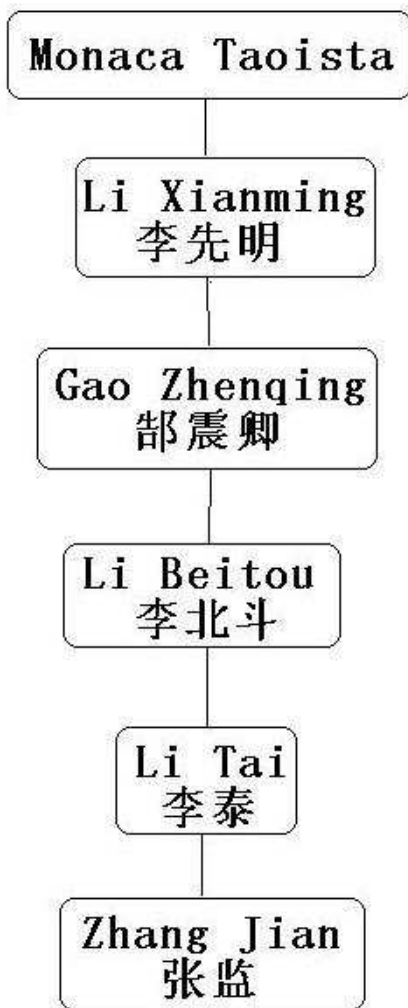 Monaca Taoista
Li Xianming
李先明
Gao Zhenqing
郜震卿
Li Beitou
李北斗
Li Tai
李泰
Zhang Jian
张监